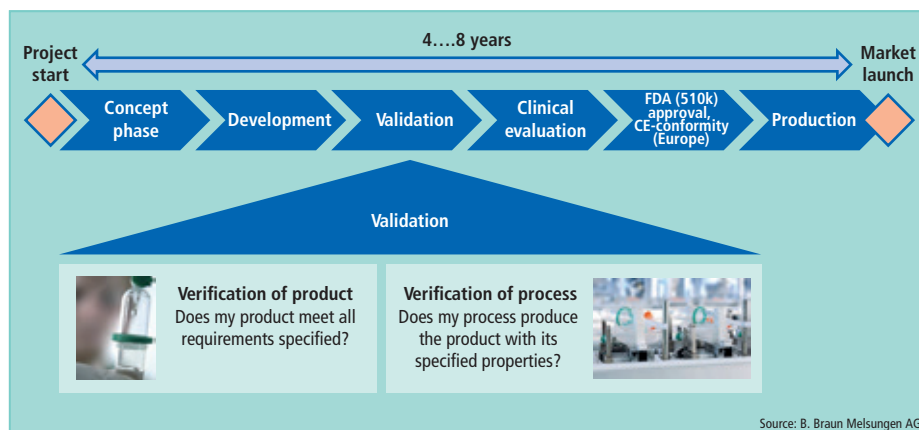 4....8 years
Project
start
Market
launch
Concept
phase
Development
Validation
Clinical
evaluation
FDA (510k)
approval,
CE-conformity
(Europe)
Production
Validation
Verification of product
Does my product meet all
requirements specified?
Verification of process
Does my process produce
the product with its
specified properties?
Source: B. Braun Melsungen AG